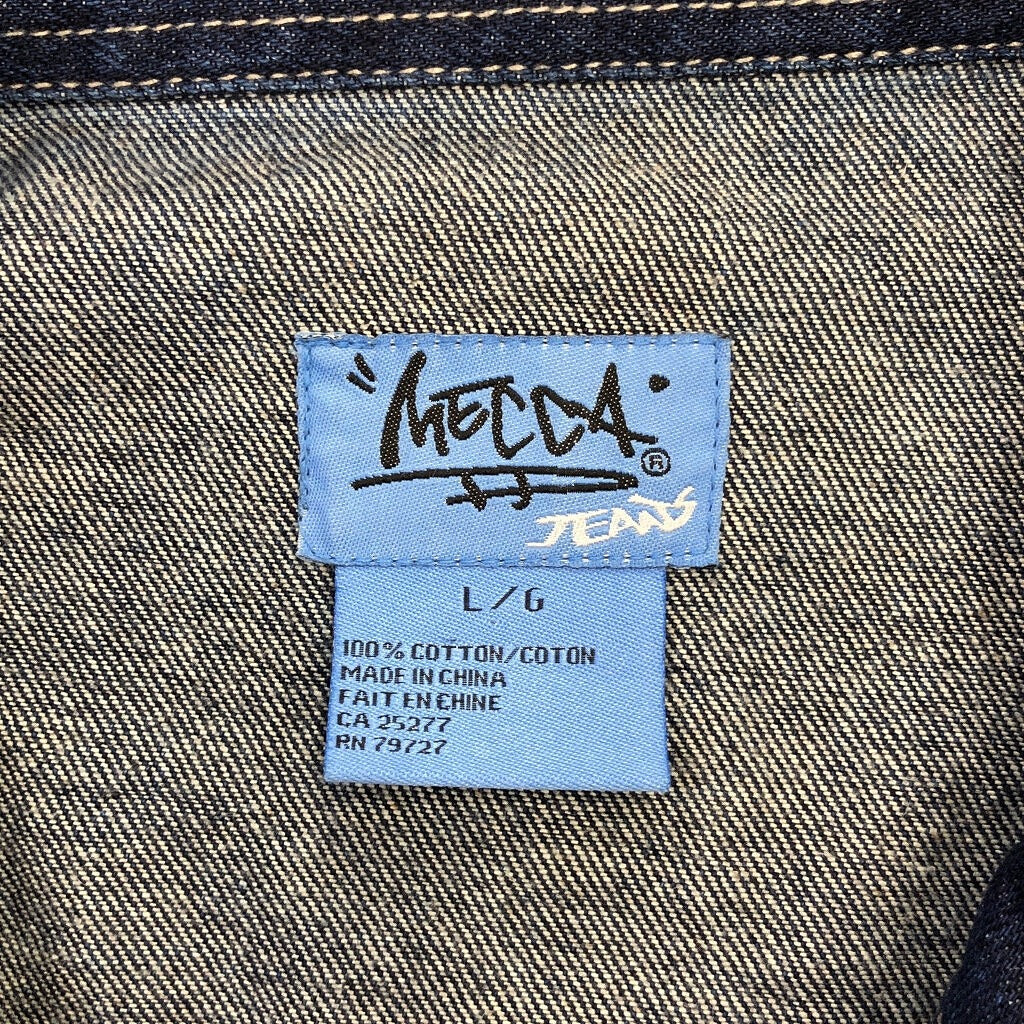 "MECCA"
®
JEANS
L/G
100% COTTON/COTON
MADE IN CHINA
FAIT EN CHINE
CA 25277
RN 79727